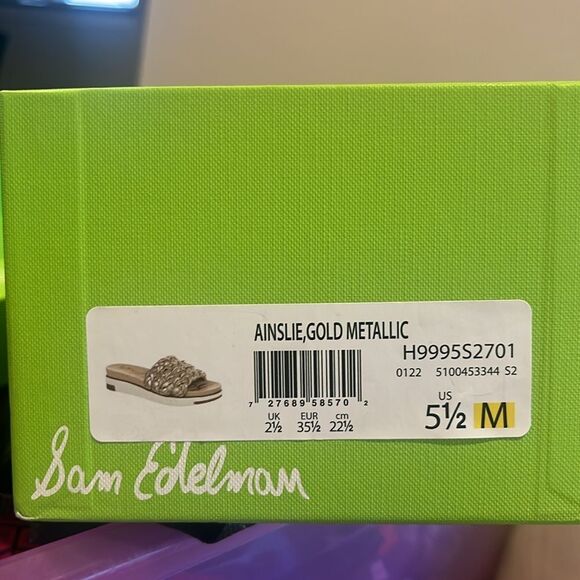 AINSLIE,GOLD METALLIC
H9995S2701
0122 5100453344 S2
7 27689 58570 2
UK EUR cm
2½ 35½ 22½
US
5½ M
Sam Edelman